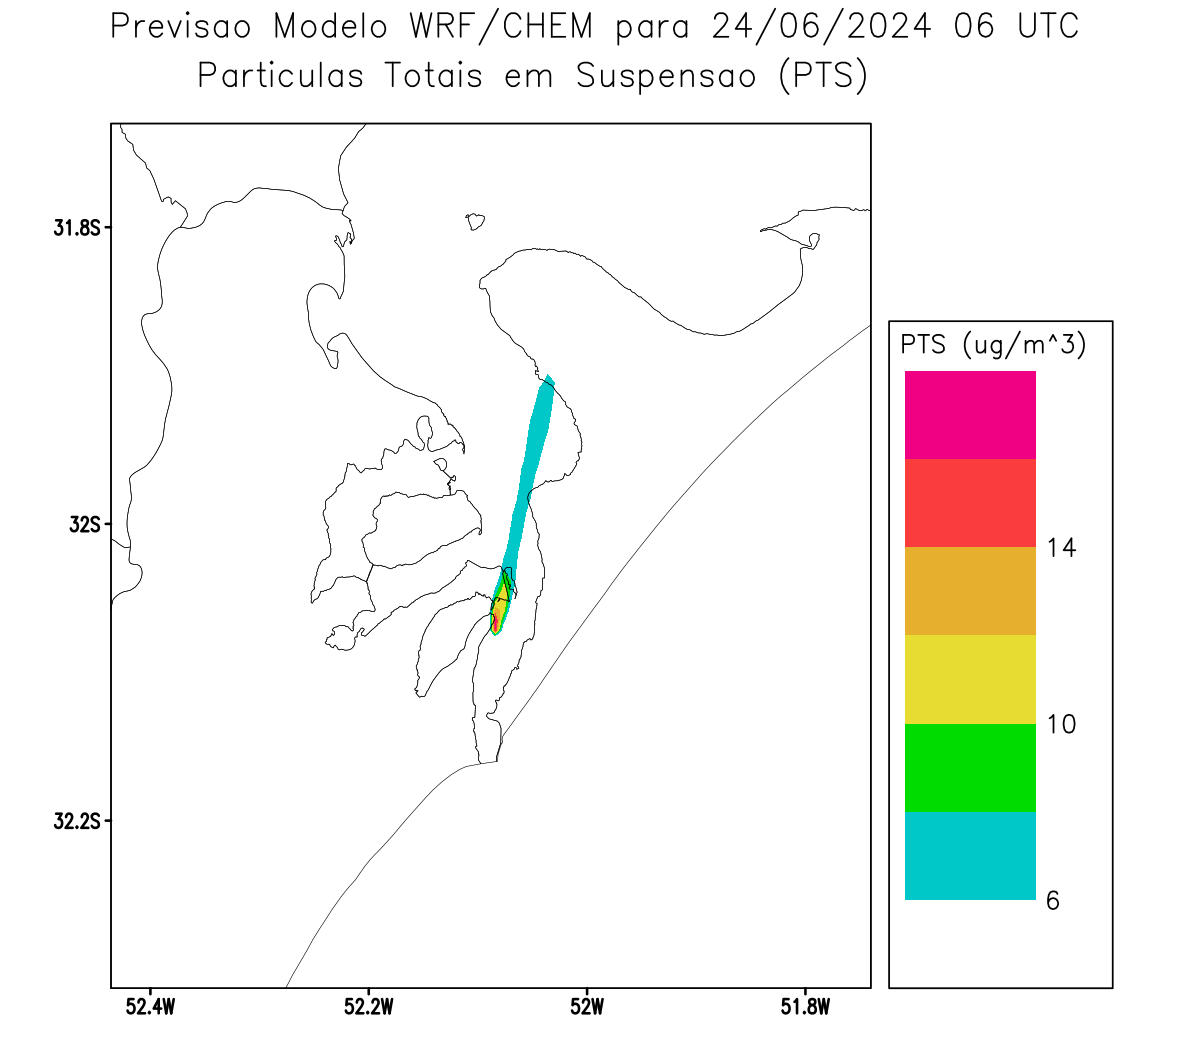 Previsao Modelo WRF/CHEM para 24/06/2024 06 UTC
Particulas Totais em Suspensao (PTS)
31.8S
32S
32.2S
52.4W
52.2W
52W
51.8W
PTS (ug/m^3)
14
10
6